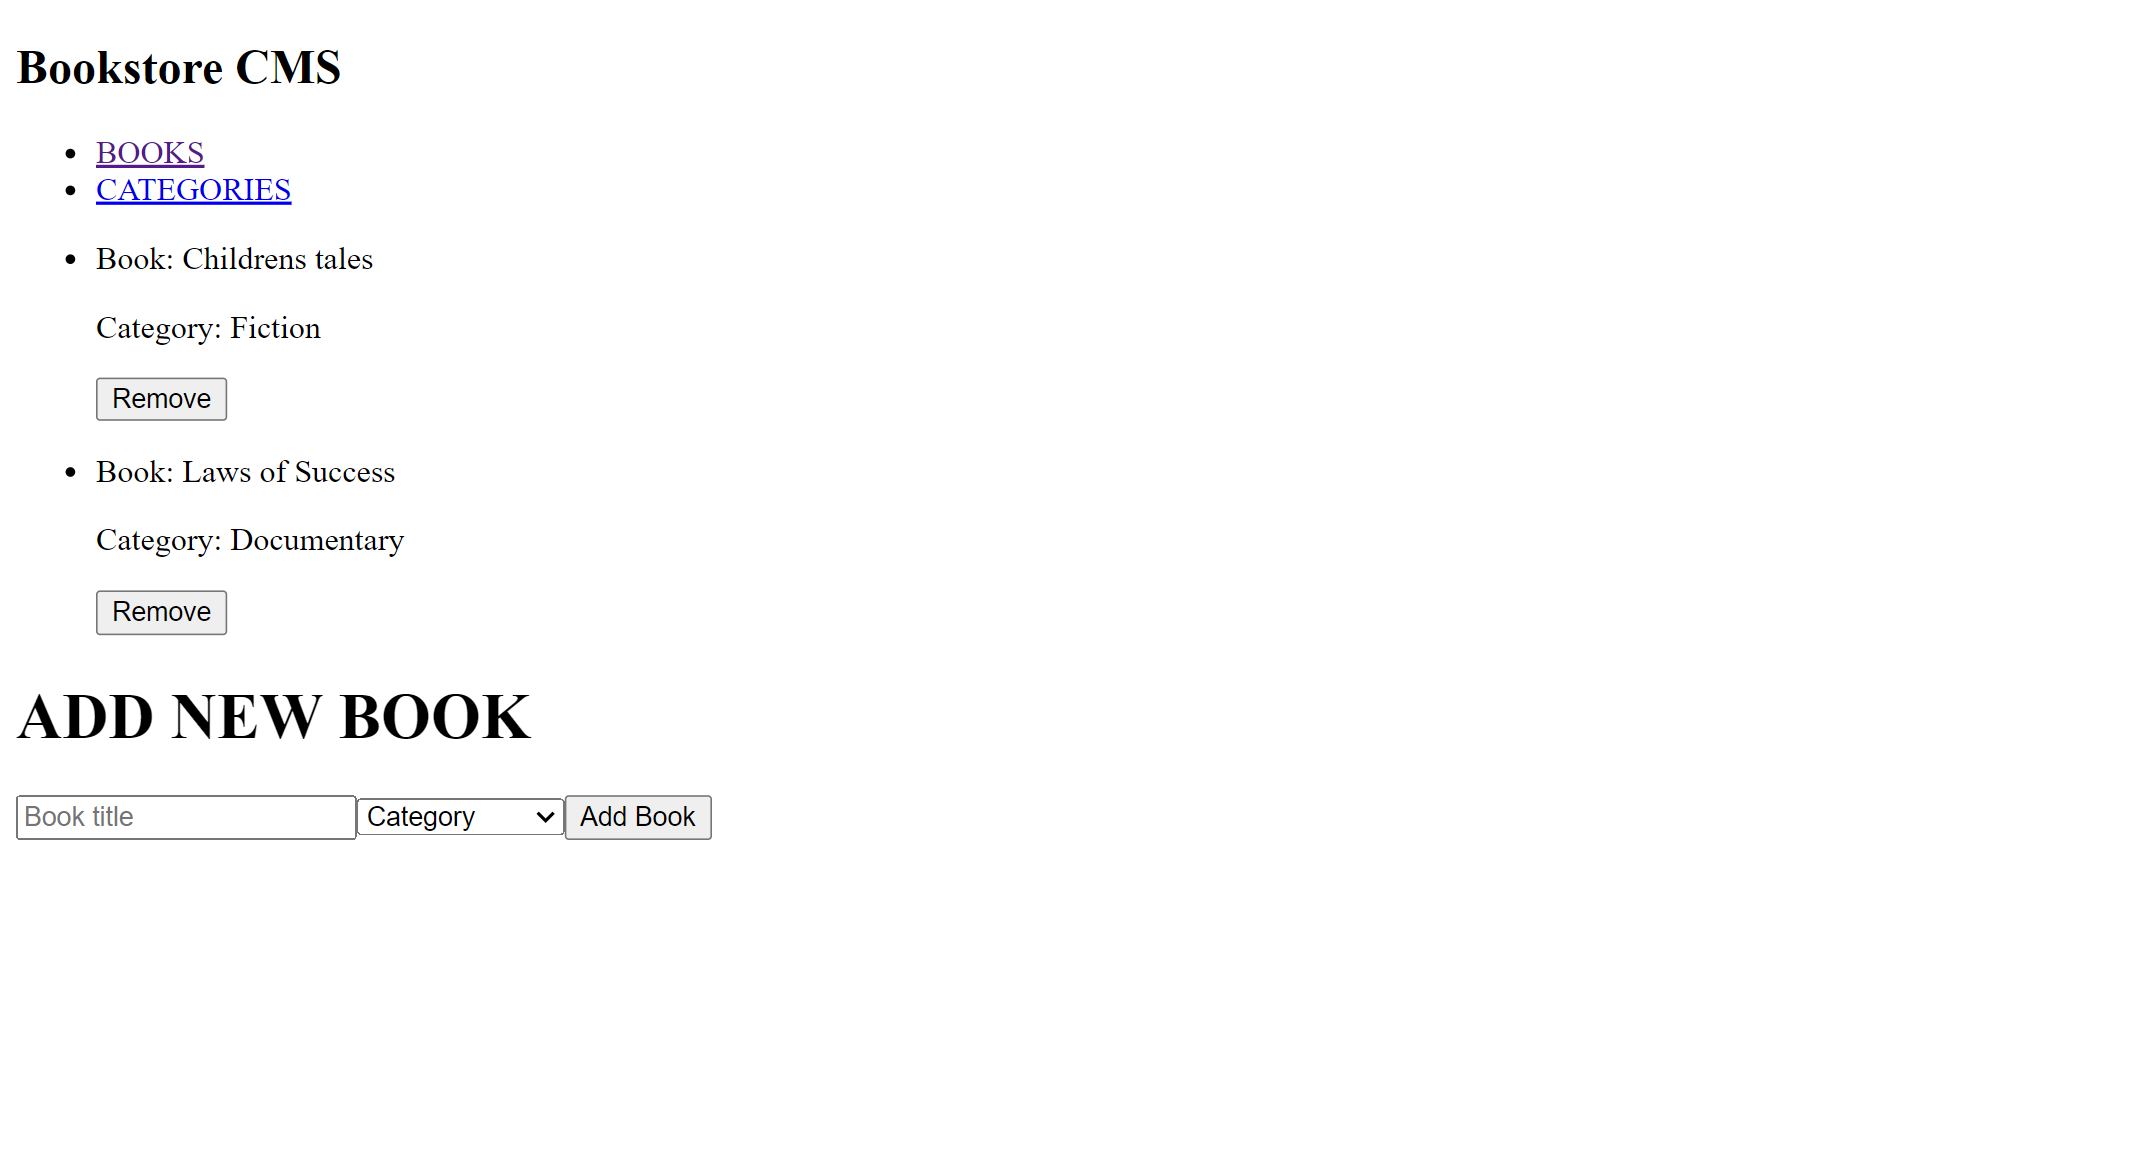 Bookstore CMS
BOOKS
CATEGORIES
Book: Childrens tales
Category: Fiction
Remove
Book: Laws of Success
Category: Documentary
Remove
ADD NEW BOOK
Book title Category Add Book